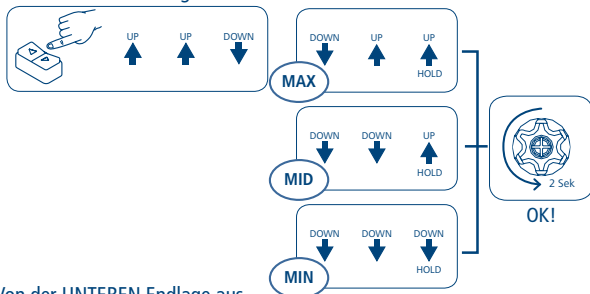 UP UP DOWN
DOWN UP UP
HOLD
MAX
DOWN DOWN UP
HOLD
MID
2 Sek
OK!
DOWN DOWN DOWN
HOLD
MIN
Von der UNTEREN Endlage aus